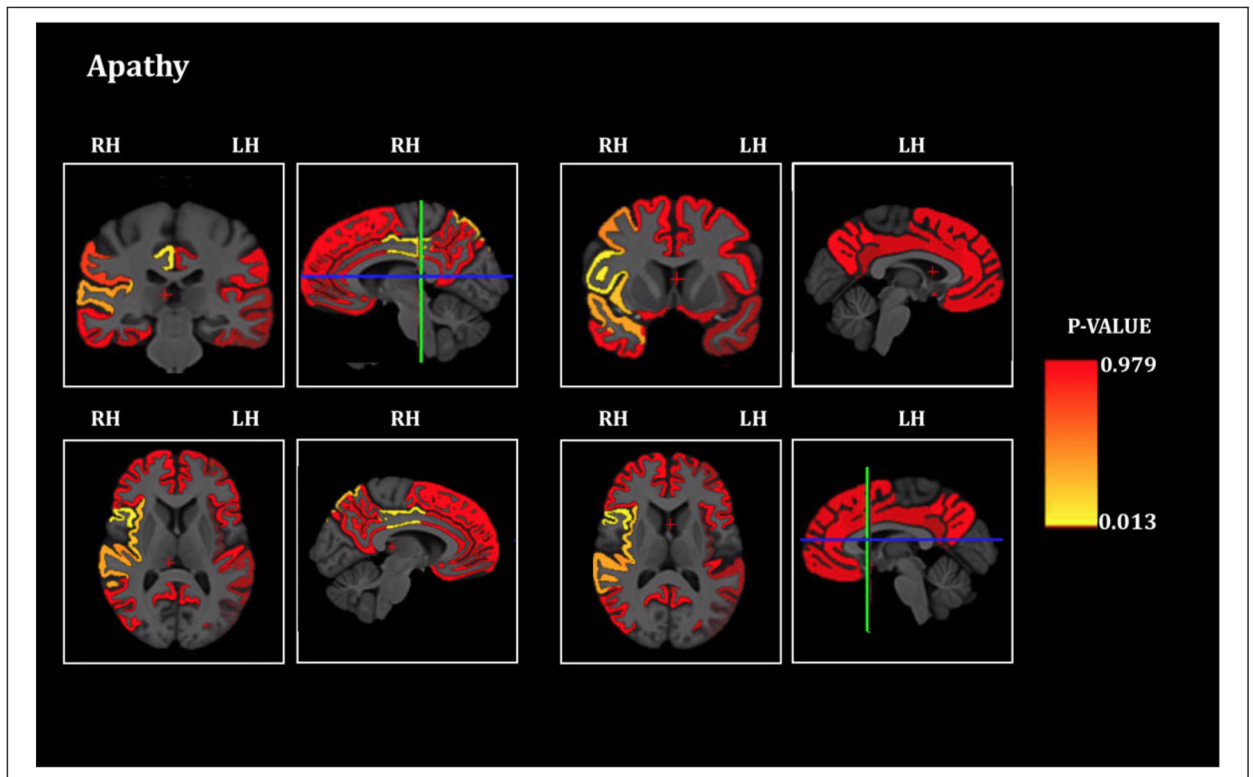 Apathy
RH LH RH RH LH LH
P-VALUE
0.979
RH LH RH RH LH LH
0.013